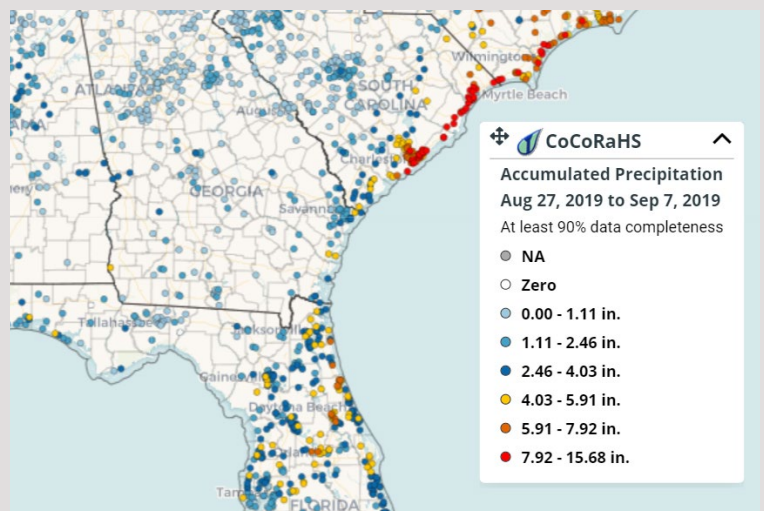 Wilmington
ATLANTA
SOUTH
CAROLINA
Myrtle Beach
Charleston
GEORGIA
Savannah
Tallahassee
Jacksonville
Gainesville
Daytona Beach
FLORIDA
CoCoRaHS
Accumulated Precipitation
Aug 27, 2019 to Sep 7, 2019
At least 90% data completeness
NA
Zero
0.00 - 1.11 in.
1.11 - 2.46 in.
2.46 - 4.03 in.
4.03 - 5.91 in.
5.91 - 7.92 in.
7.92 - 15.68 in.